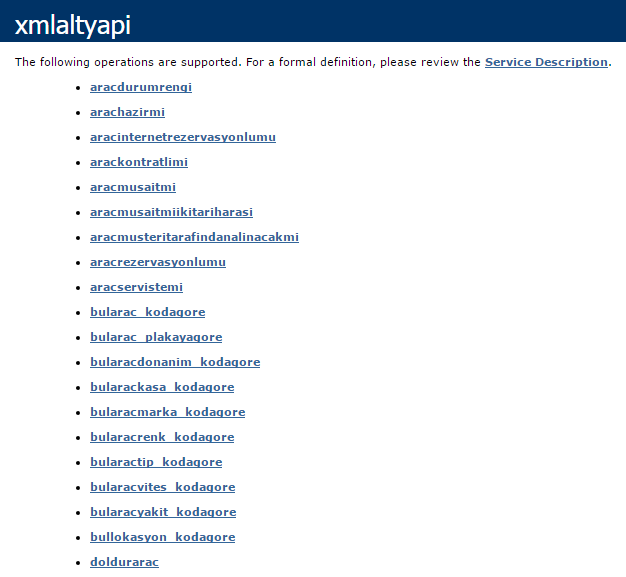 xmlaltyapi
The following operations are supported. For a formal definition, please review the Service Description.
aracdurumrengi
arachazirmi
aracinternetrezervasyonlumu
arackontratlimi
aracmusaitmi
aracmusaitmiikitariharasi
aracmusteritarafindanalinacakmi
aracrezervasyonlumu
aracservistemi
bularac_kodagore
bularac_plakayagore
bularacdonanim_kodagore
bularackasa_kodagore
bularacmarka_kodagore
bularacrenk_kodagore
bularactip_kodagore
bularacvites_kodagore
bularacyakit_kodagore
bullokasyon_kodagore
doldurarac